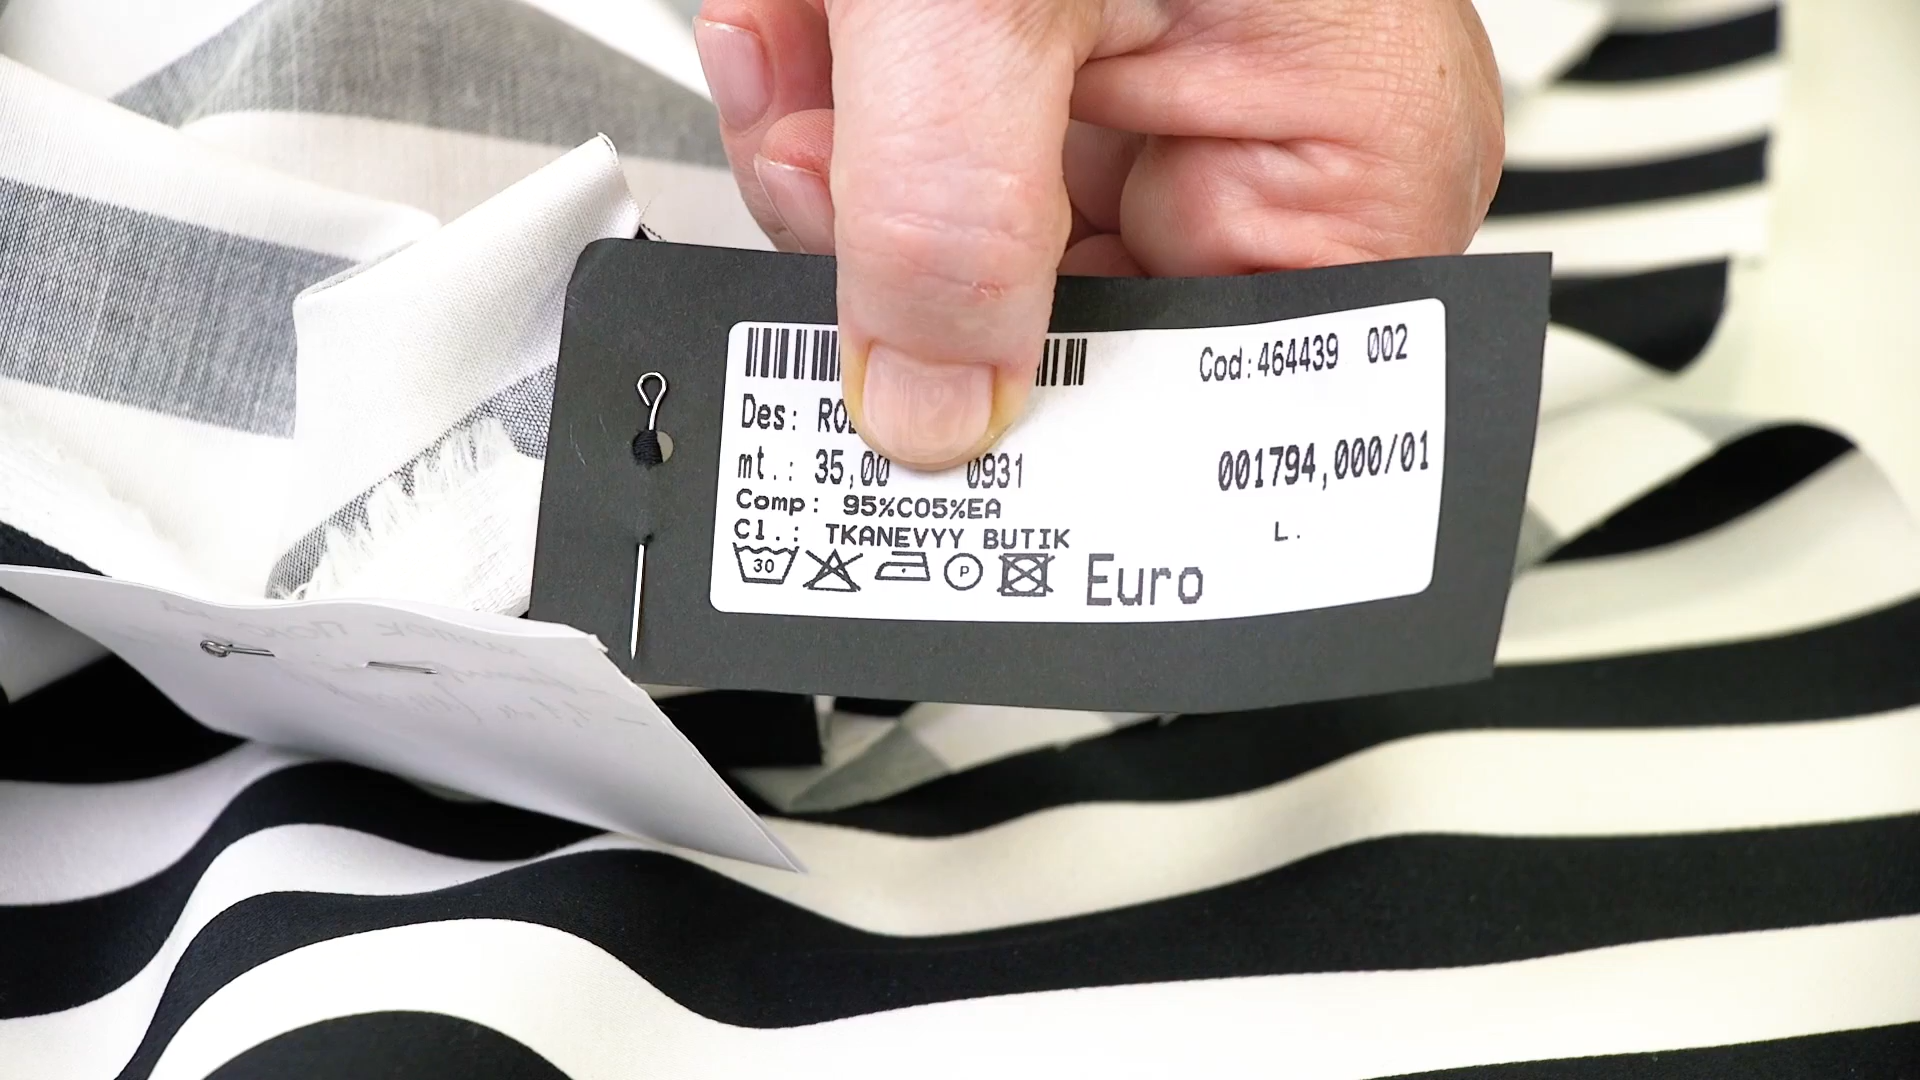 Cod:464439 002
Des:
mt.: 35,00 0931 001794,000/01
Comp: 95%CO5%EA
Cl.: TKANEVYY BUTIK L.
30 P Euro